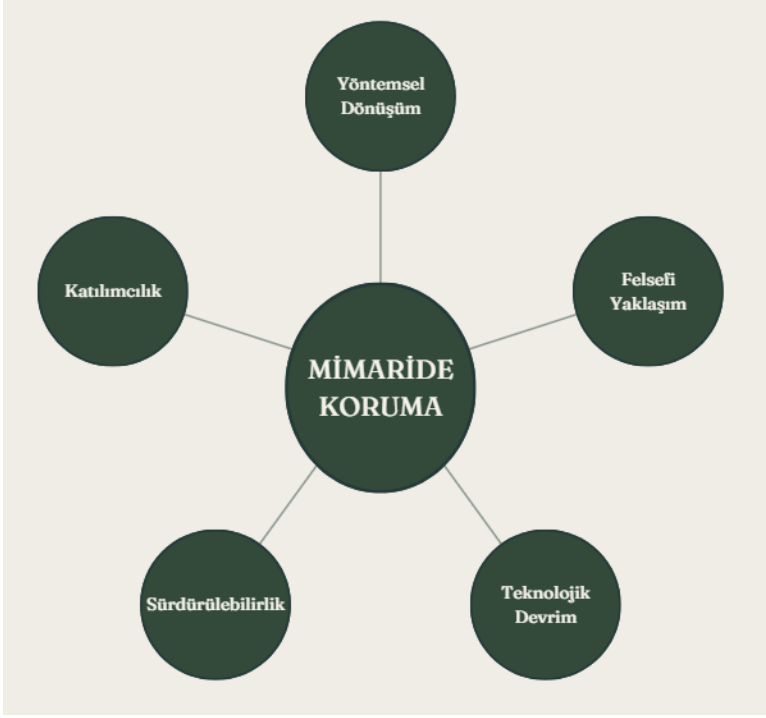 Yöntemsel
Dönüşüm
Katılımcılık
Felsefi
Yaklaşım
MİMARİDE
KORUMA
Sürdürülebilirlik
Teknolojik
Devrim